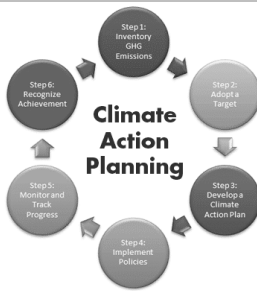 Step 1:
Inventory
GHG
Emissions
Step 2:
Adopt a
Target
Step 3:
Develop a
Climate
Action Plan
Step 4:
Implement
Policies
Step 5:
Monitor and
Track
Progress
Step 6:
Recognize
Achievement
Climate
Action
Planning